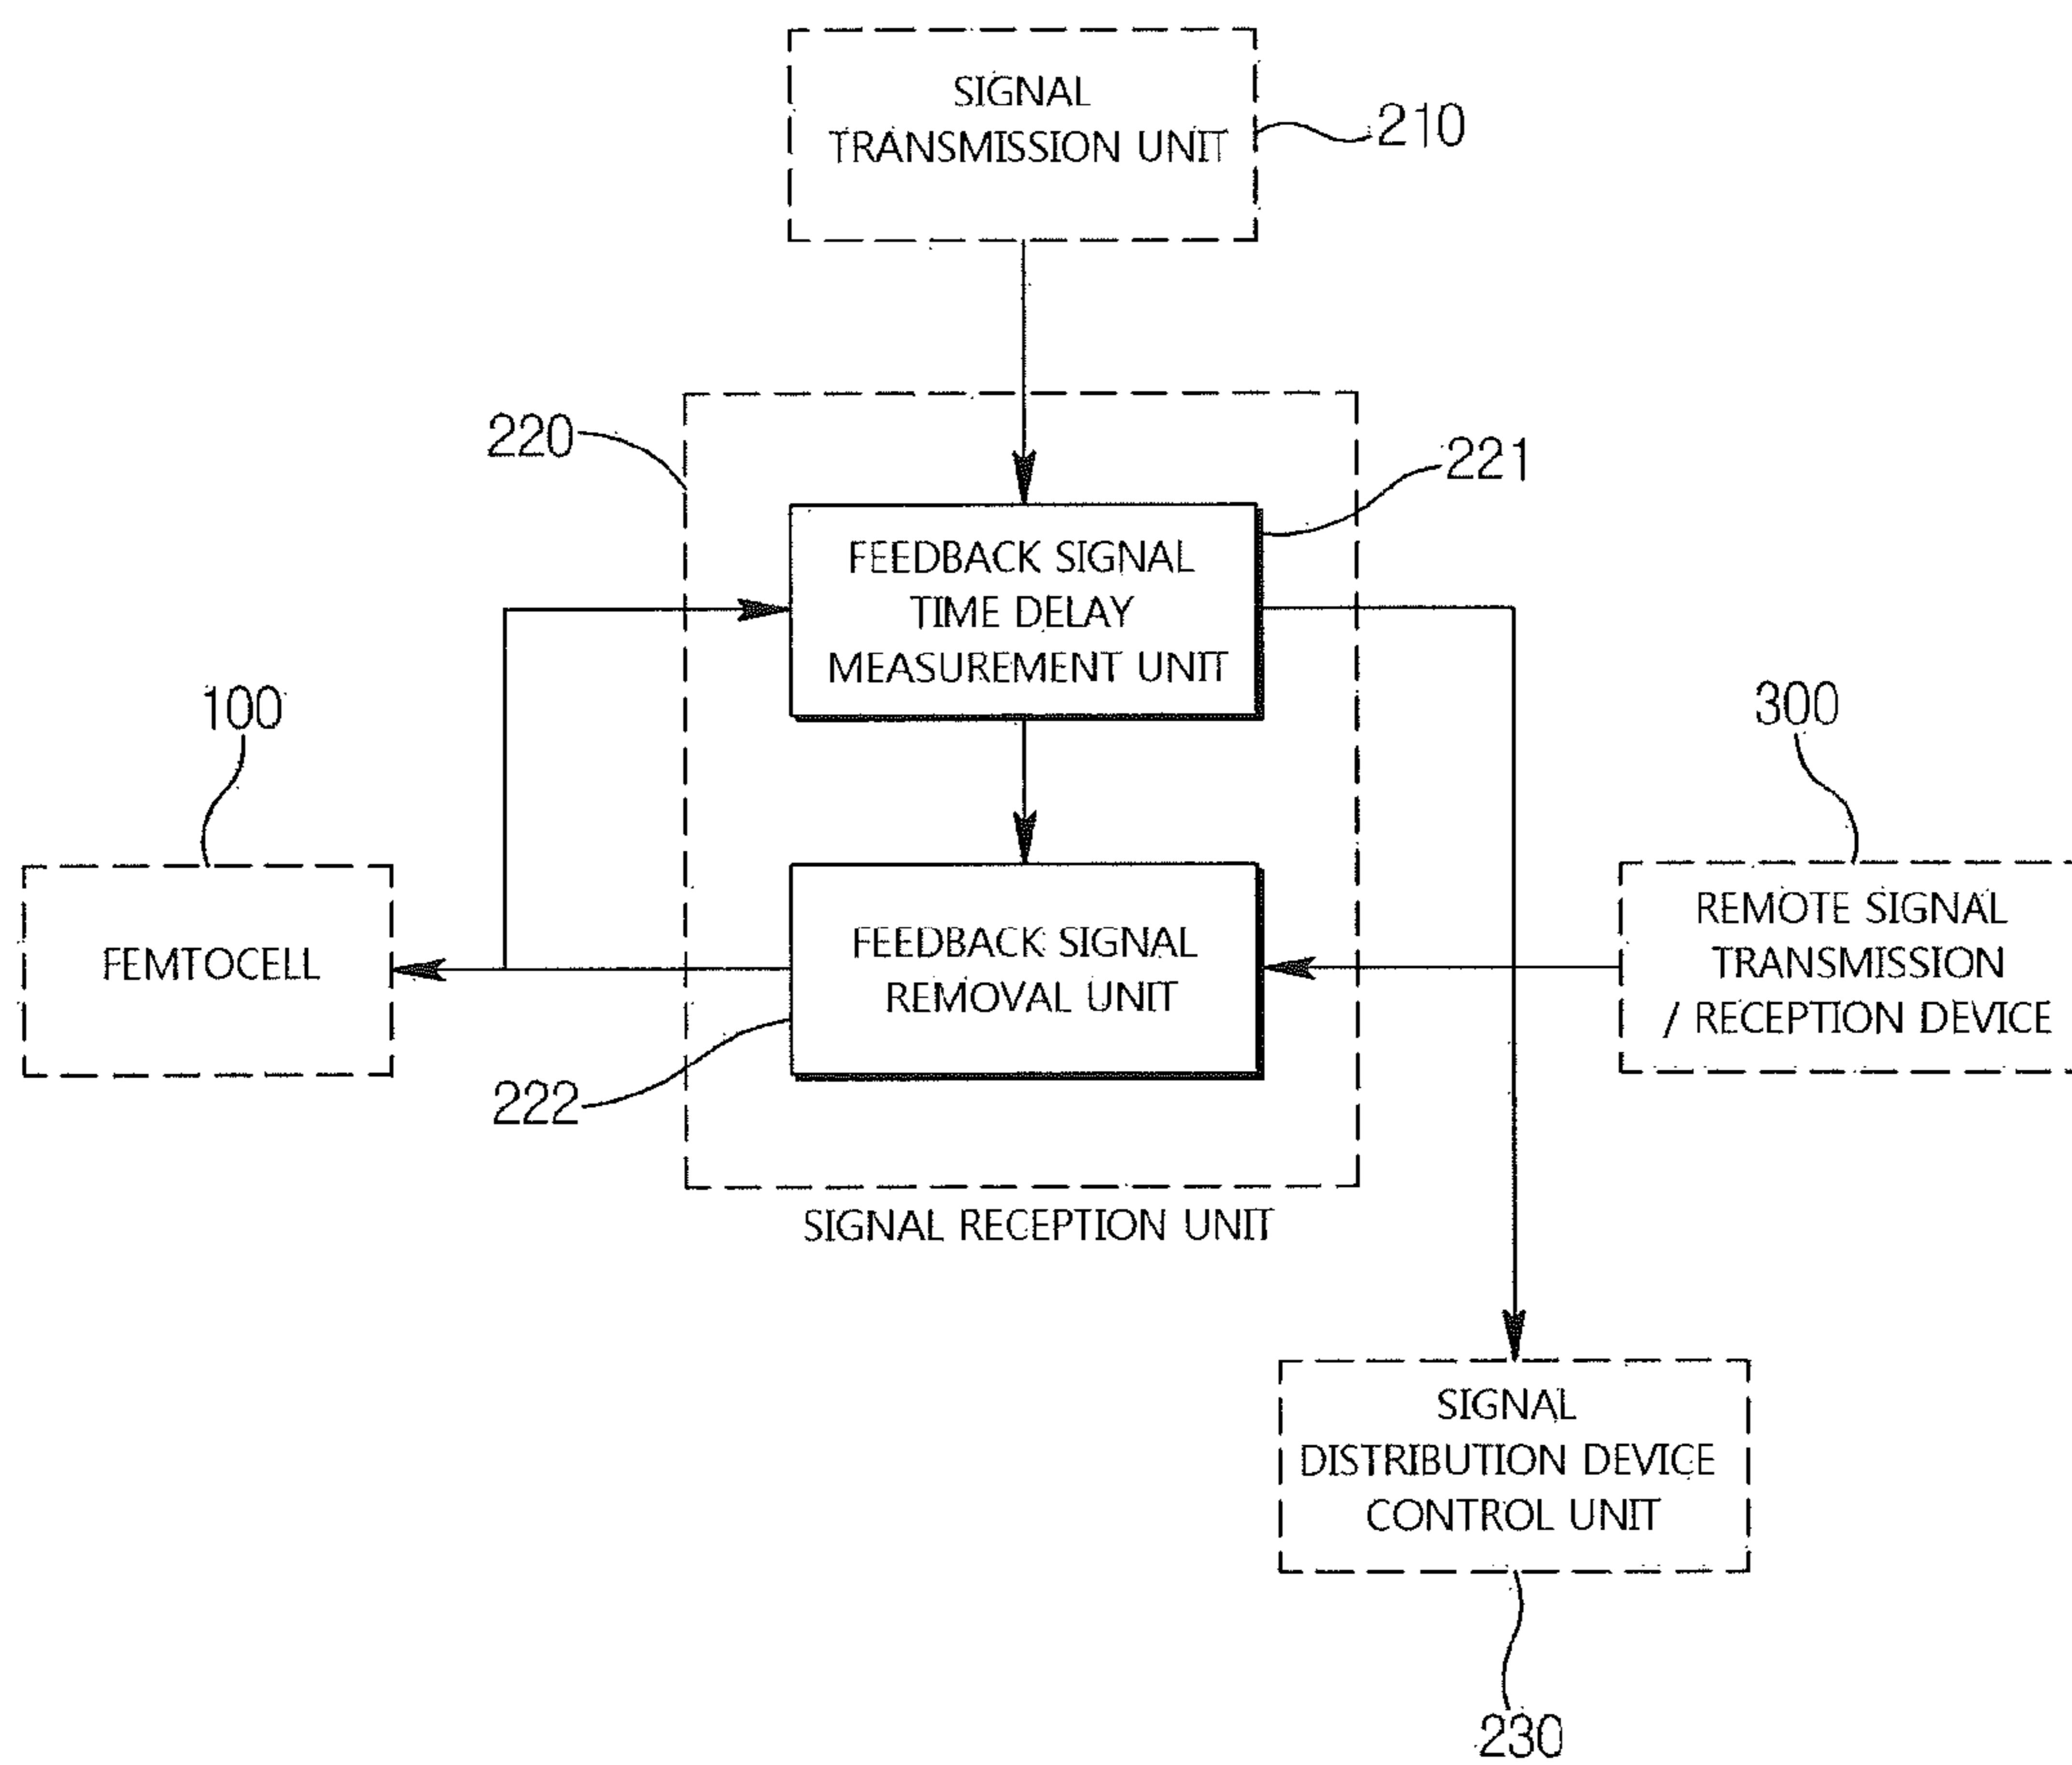 SIGNAL
TRANSMISSION UNIT
210
220
221
FEEDBACK SIGNAL
TIME DELAY
MEASUREMENT UNIT
100
300
FEMTOCELL
FEEDBACK SIGNAL
REMOVAL UNIT
REMOTE SIGNAL
TRANSMISSION
/ RECEPTION DEVICE
222
SIGNAL RECEPTION UNIT
SIGNAL
DISTRIBUTION DEVICE
CONTROL UNIT
230